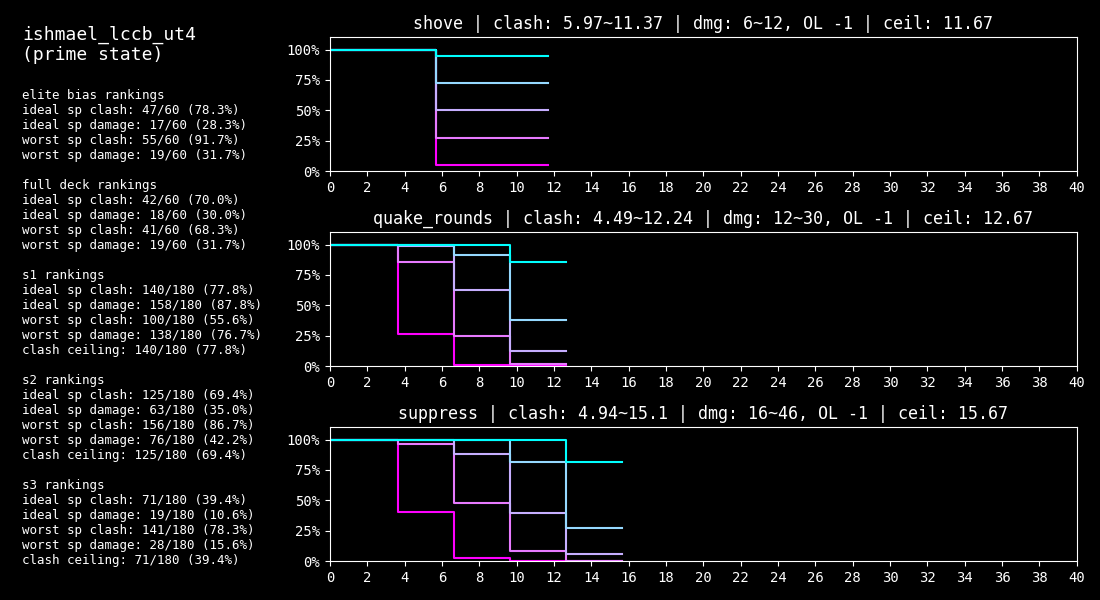 ishmael_lccb_ut4
(prime state)
elite bias rankings
ideal sp clash: 47/60 (78.3%)
ideal sp damage: 17/60 (28.3%)
worst sp clash: 55/60 (91.7%)
worst sp damage: 19/60 (31.7%)
full deck rankings
ideal sp clash: 42/60 (70.0%)
ideal sp damage: 18/60 (30.0%)
worst sp clash: 41/60 (68.3%)
worst sp damage: 19/60 (31.7%)
s1 rankings
ideal sp clash: 140/180 (77.8%)
ideal sp damage: 158/180 (87.8%)
worst sp clash: 100/180 (55.6%)
worst sp damage: 138/180 (76.7%)
clash ceiling: 140/180 (77.8%)
s2 rankings
ideal sp clash: 125/180 (69.4%)
ideal sp damage: 63/180 (35.0%)
worst sp clash: 156/180 (86.7%)
worst sp damage: 76/180 (42.2%)
clash ceiling: 125/180 (69.4%)
s3 rankings
ideal sp clash: 71/180 (39.4%)
ideal sp damage: 19/180 (10.6%)
worst sp clash: 141/180 (78.3%)
worst sp damage: 28/180 (15.6%)
clash ceiling: 71/180 (39.4%)
shove | clash: 5.97~11.37 | dmg: 6~12, OL -1 | ceil: 11.67
100%
75%
50%
25%
0%
0 2 4 6 8 10 12 14 16 18 20 22 24 26 28 30 32 34 36 38 40
quake_rounds | clash: 4.49~12.24 | dmg: 12~30, OL -1 | ceil: 12.67
100%
75%
50%
25%
0%
0 2 4 6 8 10 12 14 16 18 20 22 24 26 28 30 32 34 36 38 40
suppress | clash: 4.94~15.1 | dmg: 16~46, OL -1 | ceil: 15.67
100%
75%
50%
25%
0%
0 2 4 6 8 10 12 14 16 18 20 22 24 26 28 30 32 34 36 38 40